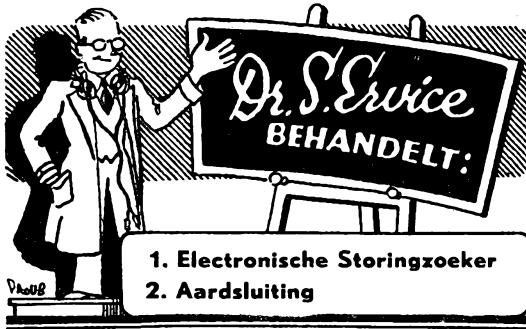 Dr. S. Ervice
BEHANDELT:
1. Electronische Storingzoeker
2. Aardsluiting